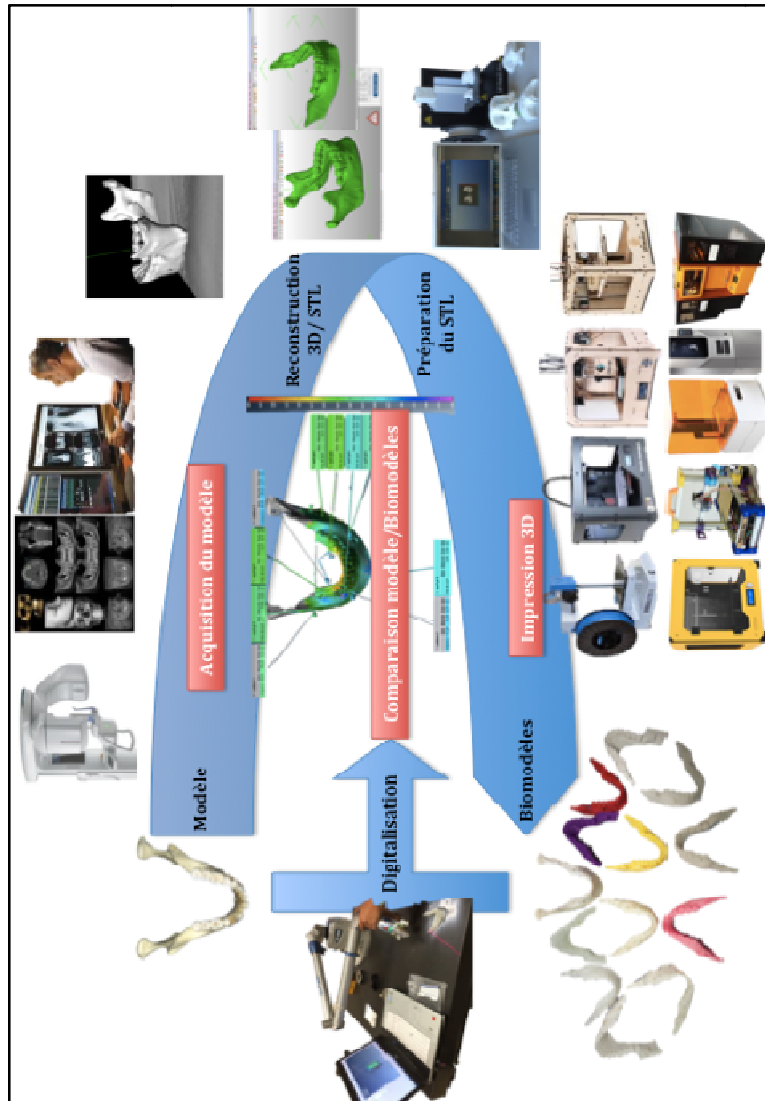 Modèle
Acquisition du modèle
Reconstruction
3D/ STL
Préparation
du STL
Impression 3D
Biomodèles
Digitalisation
Comparaison modèle/Biomodèles